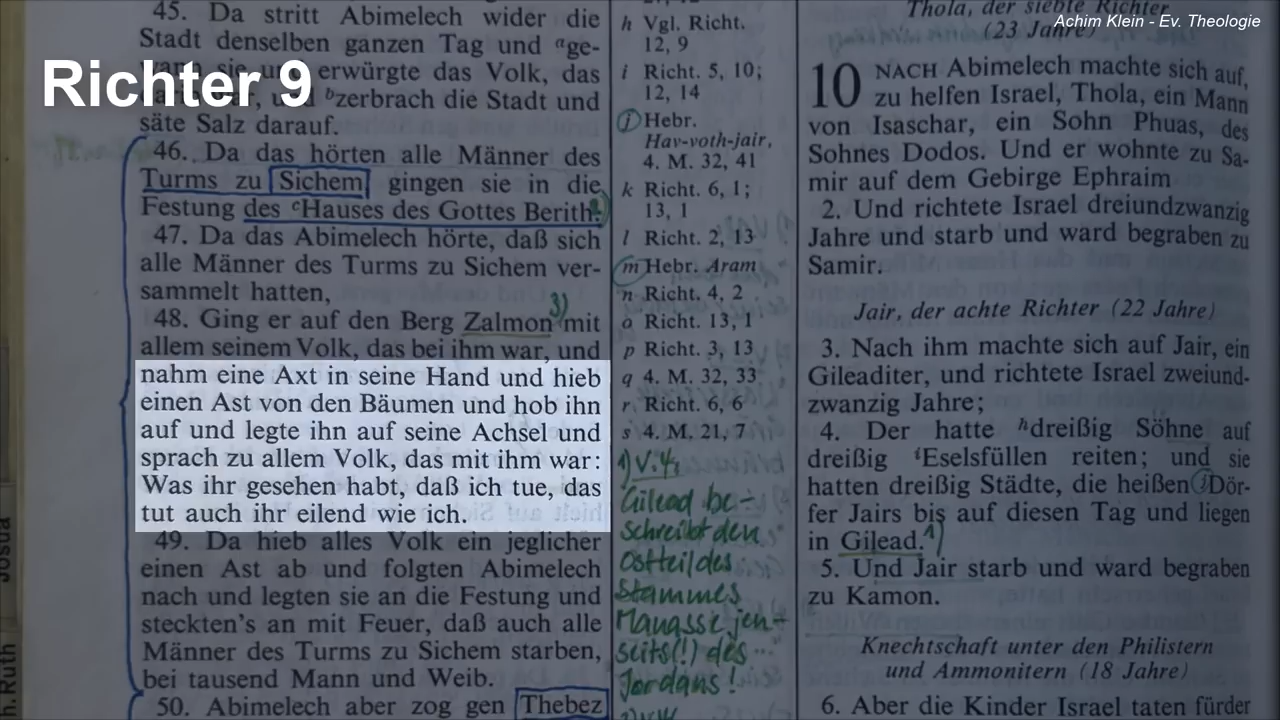 Achim Klein - Ev. Theologie
Richter 9
45. Da stritt Abimelech wider die
Stadt denselben ganzen Tag und ᵃge-
erwürgte das Volk, das
ᵇzerbrach die Stadt und
säte Salz darauf.
46. Da das hörten alle Männer des
Turms zu Sichem gingen sie in die
Festung des ᶜHauses des Gottes Berith.
47. Da das Abimelech hörte, daß sich
alle Männer des Turms zu Sichem ver-
sammelt hatten,
48. Ging er auf den Berg Zalmon 3) mit
allem seinem Volk, das bei ihm war, und
nahm eine Axt in seine Hand und hieb
einen Ast von den Bäumen und hob ihn
auf und legte ihn auf seine Achsel und
sprach zu allem Volk, das mit ihm war:
Was ihr gesehen habt, daß ich tue, das
tut auch ihr eilend wie ich.
49. Da hieb alles Volk ein jeglicher
einen Ast ab und folgten Abimelech
nach und legten sie an die Festung und
steckten's an mit Feuer, daß auch alle
Männer des Turms zu Sichem starben,
bei tausend Mann und Weib.
50. Abimelech aber zog gen Thebez
h Vgl. Richt.
12, 9
i Richt. 5, 10;
12, 14
j Hebr.
Hav-voth-jair,
4. M. 32, 41
k Richt. 6, 1;
13, 1
l Richt. 2, 13
m Hebr. Aram
n Richt. 4, 2
o Richt. 13, 1
p Richt. 3, 13
q 4. M. 32, 33
r Richt. 6, 6
s 4. M. 21, 7
1) V. 4:
Gilead be-
schreibt den
Ostteil des
Stammes
Manasse jen-
seits(!) des
Jordans!
Thola, der siebte Richter
(23 Jahre)
10 NACH Abimelech machte sich auf,
zu helfen Israel, Thola, ein Mann
von Isaschar, ein Sohn Phuas, des
Sohnes Dodos. Und er wohnte zu Sa-
mir auf dem Gebirge Ephraim
2. Und richtete Israel dreiundzwanzig
Jahre und starb und ward begraben zu
Samir.
Jair, der achte Richter (22 Jahre)
3. Nach ihm machte sich auf Jair, ein
Gileaditer, und richtete Israel zweiund-
zwanzig Jahre;
4. Der hatte ʰdreißig Söhne auf
dreißig ⁱEselsfüllen reiten; und sie
hatten dreißig Städte, die heißen ʲDör-
fer Jairs bis auf diesen Tag und liegen
in Gilead. 1)
5. Und Jair starb und ward begraben
zu Kamon.
Knechtschaft unter den Philistern
und Ammonitern (18 Jahre)
6. Aber die Kinder Israel taten fürder
Josua
Ruth